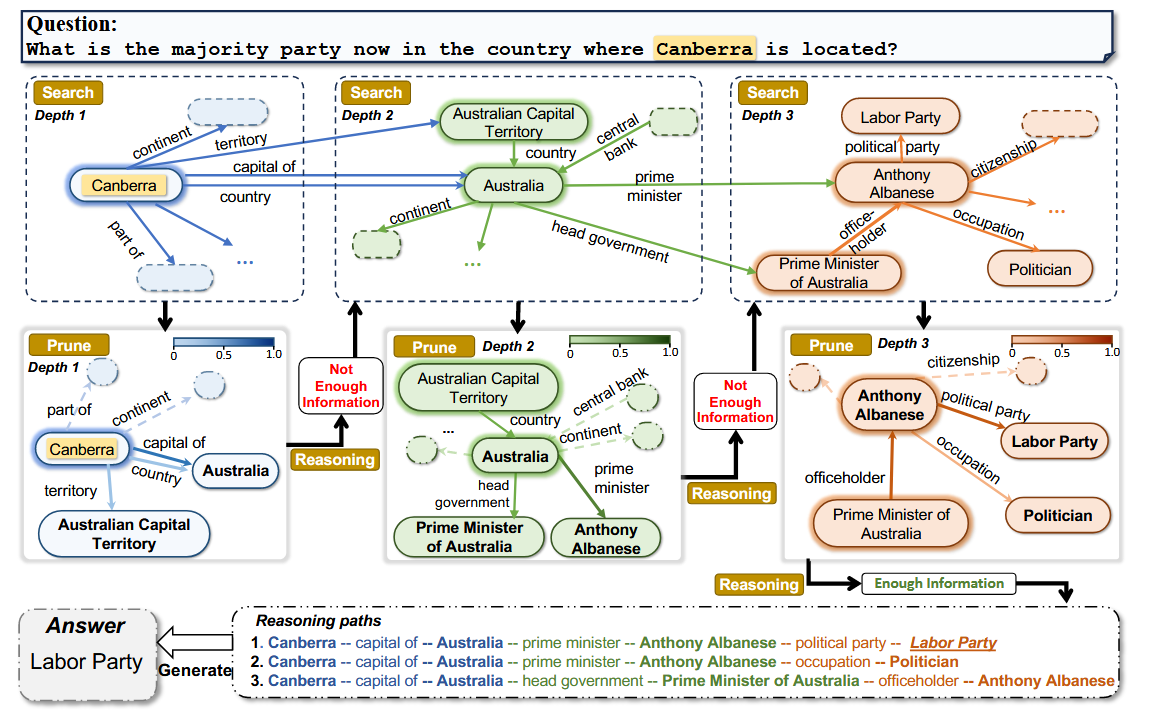 Question:
What is the majority party now in the country where Canberra is located?
Search
Depth 1
continent
territory
capital of
Canberra
country
part of
...
Search
Depth 2
Australian Capital
Territory
central
bank
country
Australia
prime
minister
continent
head government
...
Search
Depth 3
Labor Party
political party
citizenship
Anthony
Albanese
...
office-
holder
occupation
Prime Minister
of Australia
Politician
Prune
Depth 1
0 0.5 1.0
part of
continent
Canberra
capital of
country
Australia
territory
Australian Capital
Territory
Not
Enough
Information
Reasoning
Prune
Depth 2
0 0.5 1.0
Australian Capital
Territory
country
central bank
...
continent
Australia
head
government
prime
minister
Prime Minister
of Australia
Anthony
Albanese
Not
Enough
Information
Reasoning
Prune
Depth 3
0 0.5 1.0
citizenship
Anthony
Albanese
political party
Labor Party
occupation
officeholder
Prime Minister of
Australia
Politician
Reasoning
Enough Information
Answer
Labor Party
Generate
Reasoning paths
1. Canberra -- capital of -- Australia -- prime minister -- Anthony Albanese -- political party -- Labor Party
2. Canberra -- capital of -- Australia -- prime minister -- Anthony Albanese -- occupation -- Politician
3. Canberra -- capital of -- Australia -- head government -- Prime Minister of Australia -- officeholder -- Anthony Albanese